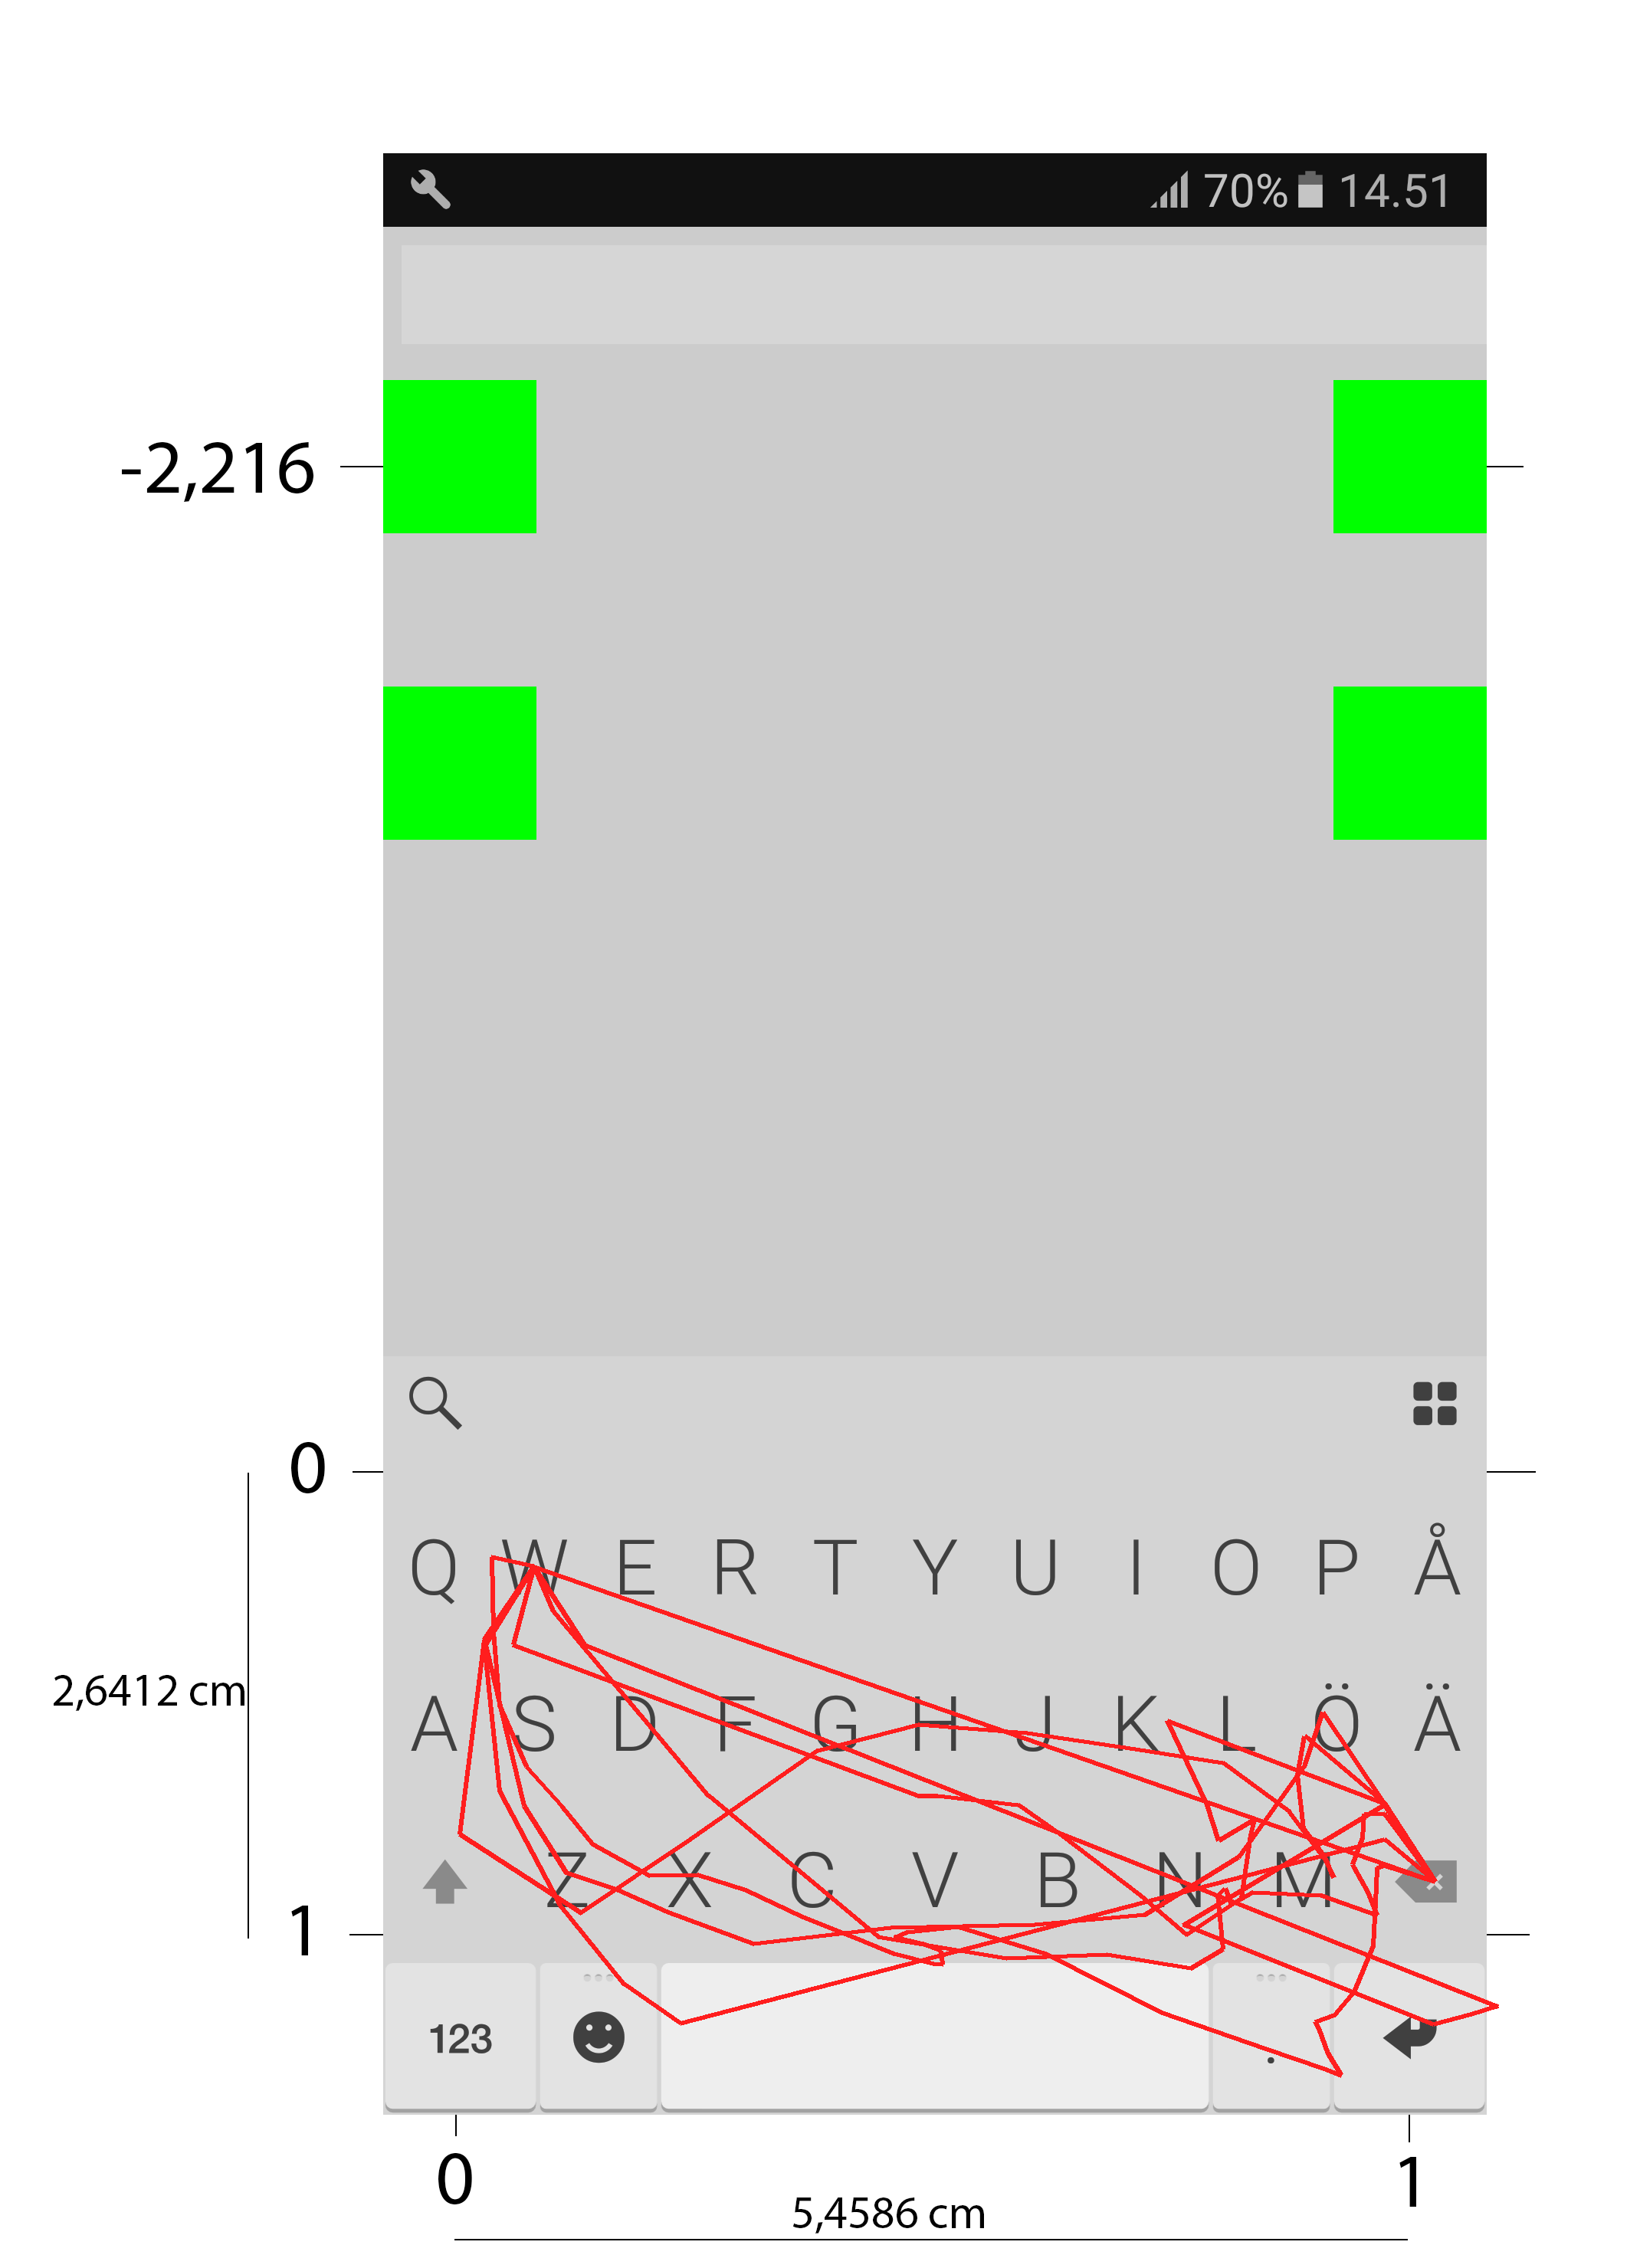 70% 14.51
-2,216
0
Q W E R T Y U I O P Å
2,6412 cm
A S D F G H J K L Ö Ä
Z X C V B N M
1
123 .
0 1
5,4586 cm